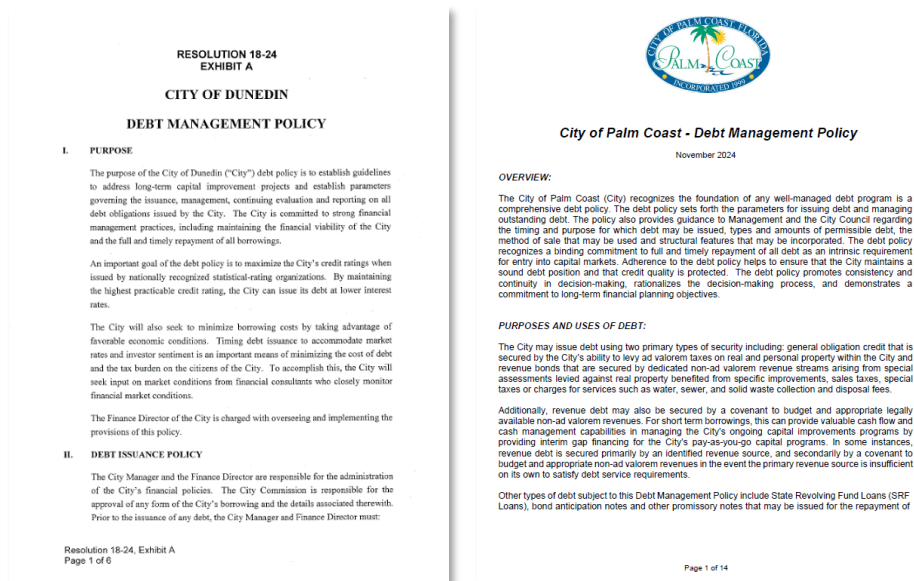 RESOLUTION 18-24
EXHIBIT A
CITY OF DUNEDIN
DEBT MANAGEMENT POLICY
I. PURPOSE
The purpose of the City of Dunedin ("City") debt policy is to establish guidelines
to address long-term capital improvement projects and establish parameters
governing the issuance, management, continuing evaluation and reporting on all
debt obligations issued by the City. The City is committed to strong financial
management practices, including maintaining the financial viability of the City
and the full and timely repayment of all borrowings.
An important goal of the debt policy is to maximize the City's credit ratings when
issued by nationally recognized statistical-rating organizations. By maintaining
the highest practicable credit rating, the City can issue its debt at lower interest
rates.
The City will also seek to minimize borrowing costs by taking advantage of
favorable economic conditions. Timing debt issuance to accommodate market
rates and investor sentiment is an important means of minimizing the cost of debt
and the tax burden on the citizens of the City. To accomplish this, the City will
seek input on market conditions from financial consultants who closely monitor
financial market conditions.
The Finance Director of the City is charged with overseeing and implementing the
provisions of this policy.
II. DEBT ISSUANCE POLICY
The City Manager and the Finance Director are responsible for the administration
of the City's financial policies. The City Commission is responsible for the
approval of any form of the City's borrowing and the details associated therewith.
Prior to the issuance of any debt, the City Manager and Finance Director must:
Resolution 18-24, Exhibit A
Page 1 of 6
CITY OF PALM COAST, FLORIDA
PALM COAST
INCORPORATED 1999
City of Palm Coast - Debt Management Policy
November 2024
OVERVIEW:
The City of Palm Coast (City) recognizes the foundation of any well-managed debt program is a
comprehensive debt policy. The debt policy sets forth the parameters for issuing debt and managing
outstanding debt. The policy also provides guidance to Management and the City Council regarding
the timing and purpose for which debt may be issued, types and amounts of permissible debt, the
method of sale that may be used and structural features that may be incorporated. The debt policy
recognizes a binding commitment to full and timely repayment of all debt as an intrinsic requirement
for entry into capital markets. Adherence to the debt policy helps to ensure that the City maintains a
sound debt position and that credit quality is protected. The debt policy promotes consistency and
continuity in decision-making, rationalizes the decision-making process, and demonstrates a
commitment to long-term financial planning objectives.
PURPOSES AND USES OF DEBT:
The City may issue debt using two primary types of security including: general obligation credit that is
secured by the City's ability to levy ad valorem taxes on real and personal property within the City and
revenue bonds that are secured by dedicated non-ad valorem revenue streams arising from special
assessments levied against real property benefited from specific improvements, sales taxes, special
taxes or charges for services such as water, sewer, and solid waste collection and disposal fees.
Additionally, revenue debt may also be secured by a covenant to budget and appropriate legally
available non-ad valorem revenues. For short term borrowings, this can provide valuable cash flow and
cash management capabilities in managing the City's ongoing capital improvements programs by
providing interim gap financing for the City's pay-as-you-go capital programs. In some instances,
revenue debt is secured primarily by an identified revenue source, and secondarily by a covenant to
budget and appropriate non-ad valorem revenues in the event the primary revenue source is insufficient
on its own to satisfy debt service requirements.
Other types of debt subject to this Debt Management Policy include State Revolving Fund Loans (SRF
Loans), bond anticipation notes and other promissory notes that may be issued for the repayment of
Page 1 of 14